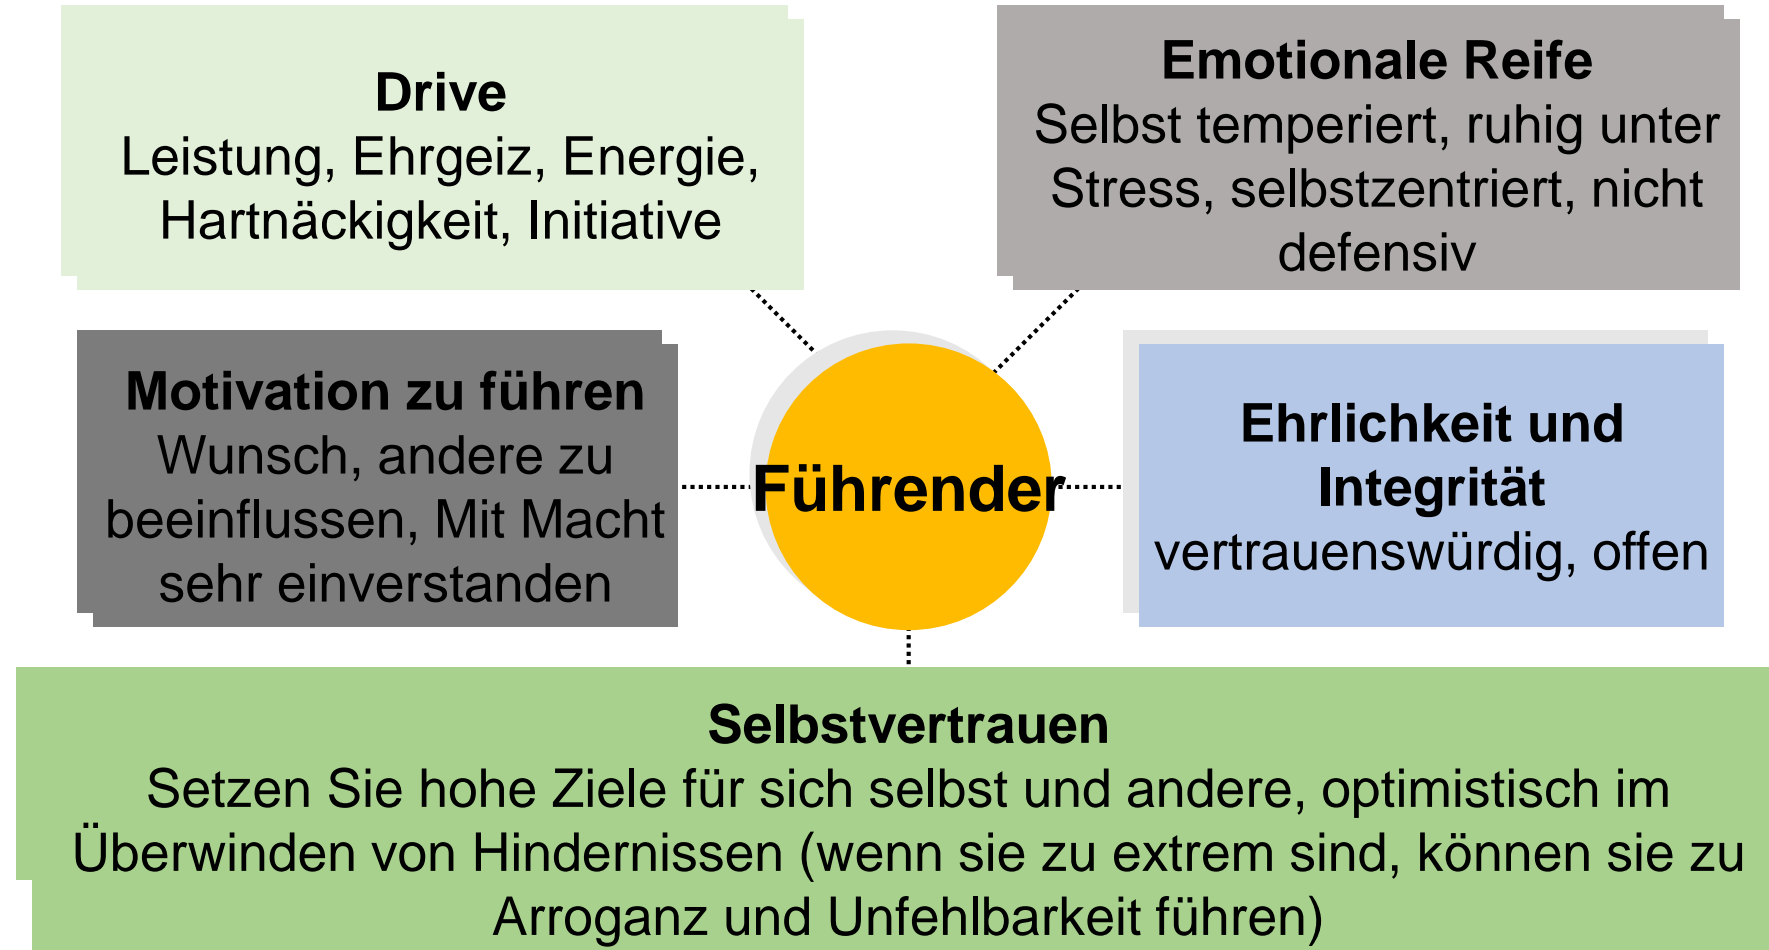 Drive
Leistung, Ehrgeiz, Energie,
Hartnäckigkeit, Initiative
Emotionale Reife
Selbst temperiert, ruhig unter
Stress, selbstzentriert, nicht
defensiv
Motivation zu führen
Wunsch, andere zu
beeinflussen, Mit Macht
sehr einverstanden
Führender
Ehrlichkeit und
Integrität
vertrauenswürdig, offen
Selbstvertrauen
Setzen Sie hohe Ziele für sich selbst und andere, optimistisch im
Überwinden von Hindernissen (wenn sie zu extrem sind, können sie zu
Arroganz und Unfehlbarkeit führen)